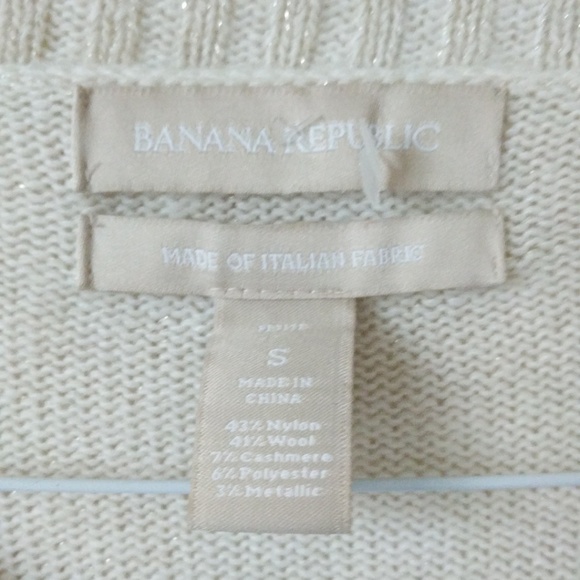 BANANA REPUBLIC
MADE OF ITALIAN FABRIC
PETITE
S
MADE IN
CHINA
43% Nylon
41% Wool
7% Cashmere
6% Polyester
3% Metallic